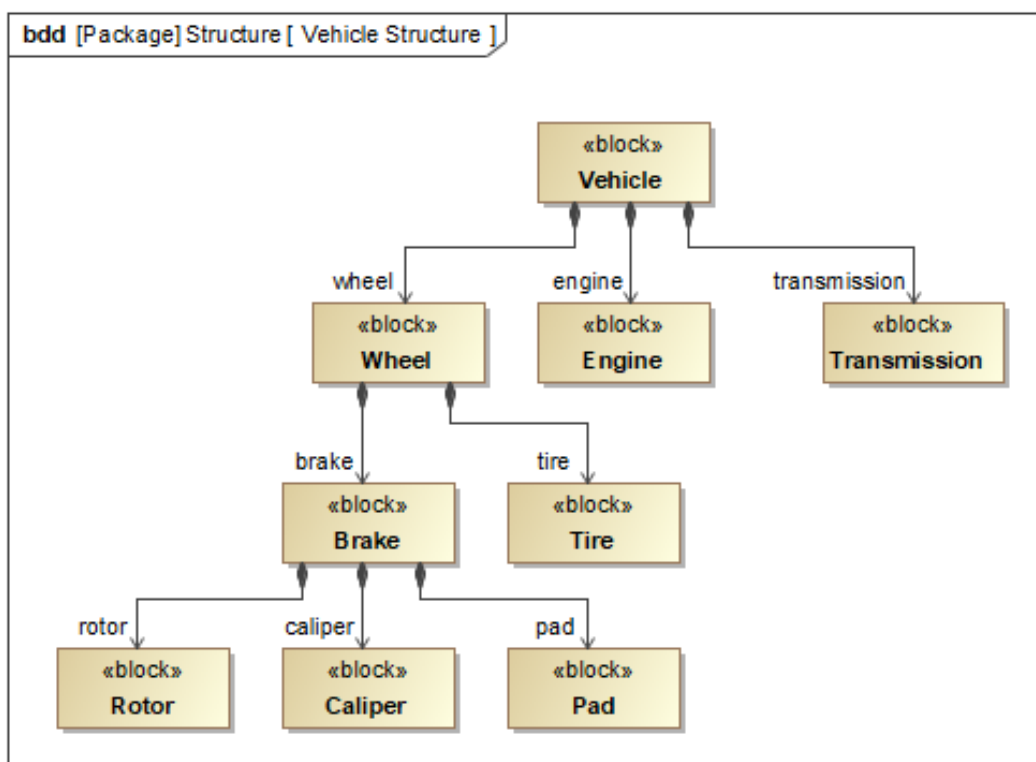 bdd [Package] Structure [ Vehicle Structure ]
«block»
Vehicle
wheel
engine
transmission
«block»
Wheel
«block»
Engine
«block»
Transmission
brake
tire
«block»
Brake
«block»
Tire
rotor
caliper
pad
«block»
Rotor
«block»
Caliper
«block»
Pad